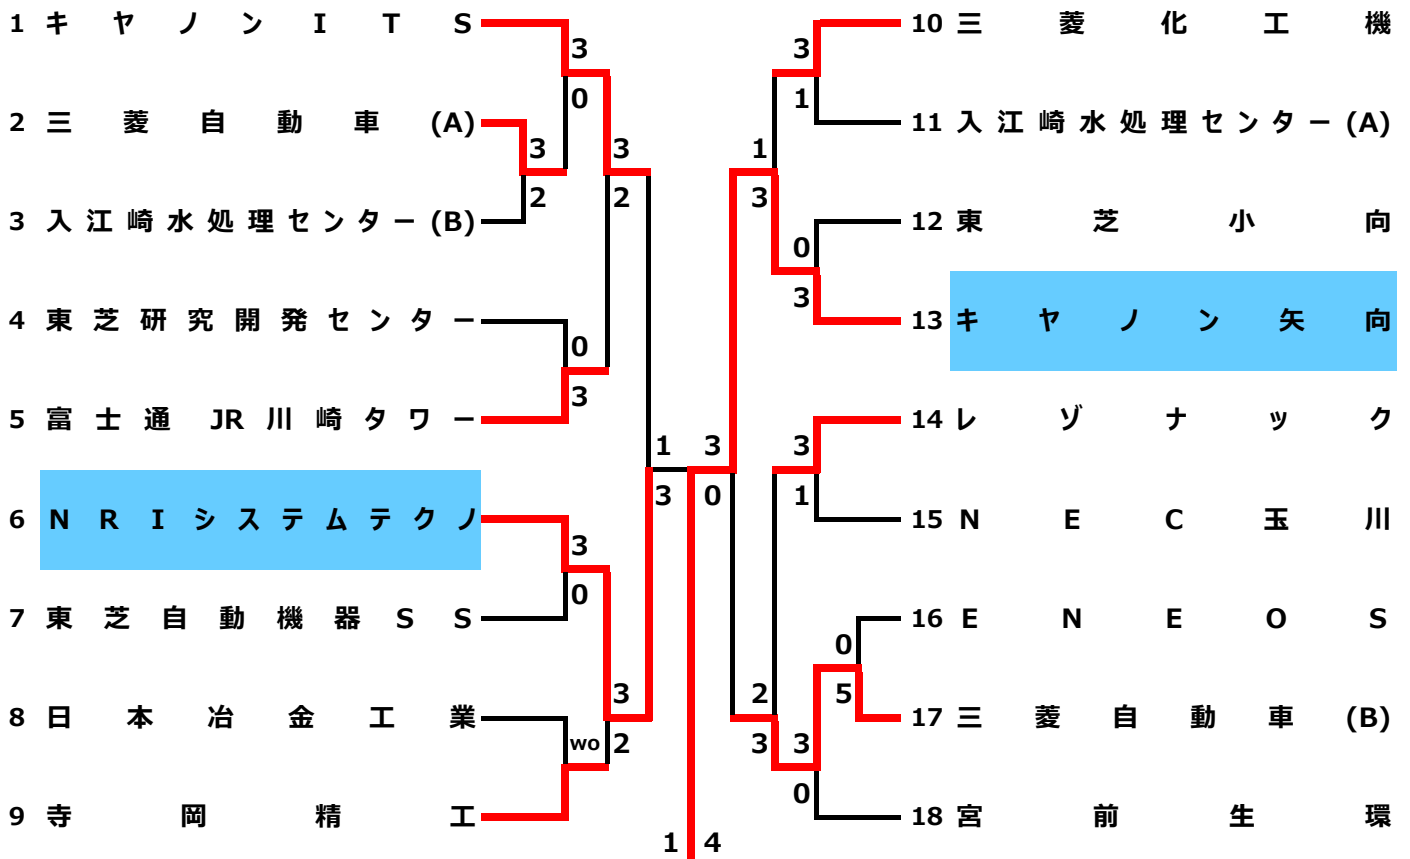 1 キヤノンITS
2 三菱自動車(A)
3 入江崎水処理センター(B)
4 東芝研究開発センター
5 富士通JR川崎タワー
6 NRIシステムテクノ
7 東芝自動機器SS
8 日本冶金工業
9 寺岡精工
3
0
3
2
3
2
0
3
1
3
3
0
3
2
wo
1 4
3 0
1
3
3
1
0
3
3
1
2
3
0
5
3
0
10 三菱化工機
11 入江崎水処理センター(A)
12 東芝小向
13 キヤノン矢向
14 レゾナック
15 NEC玉川
16 ENEOS
17 三菱自動車(B)
18 宮前生環